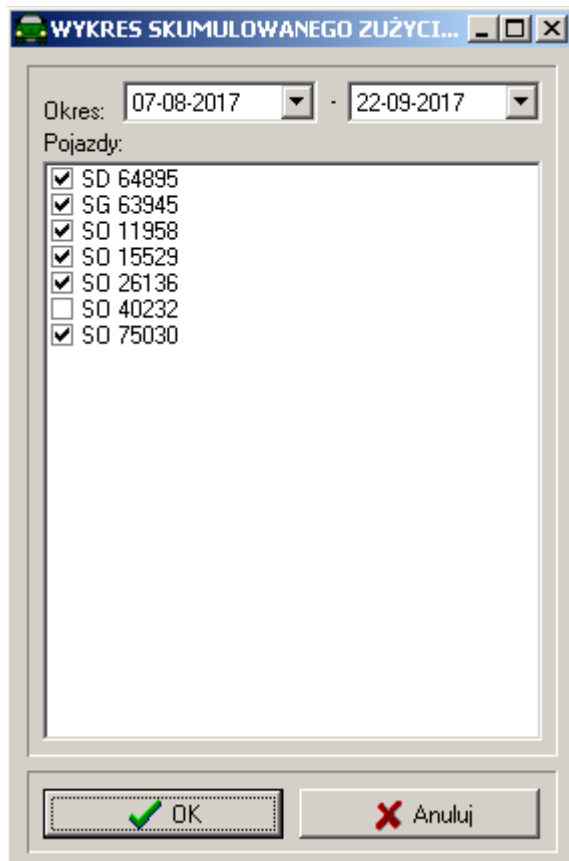 WYKRES SKUMULOWANEGO ZUŻYCI...
Okres: 07-08-2017 - 22-09-2017
Pojazdy:
SD 64895
SG 63945
SO 11958
SO 15529
SO 26136
SO 40232
SO 75030
OK Anuluj